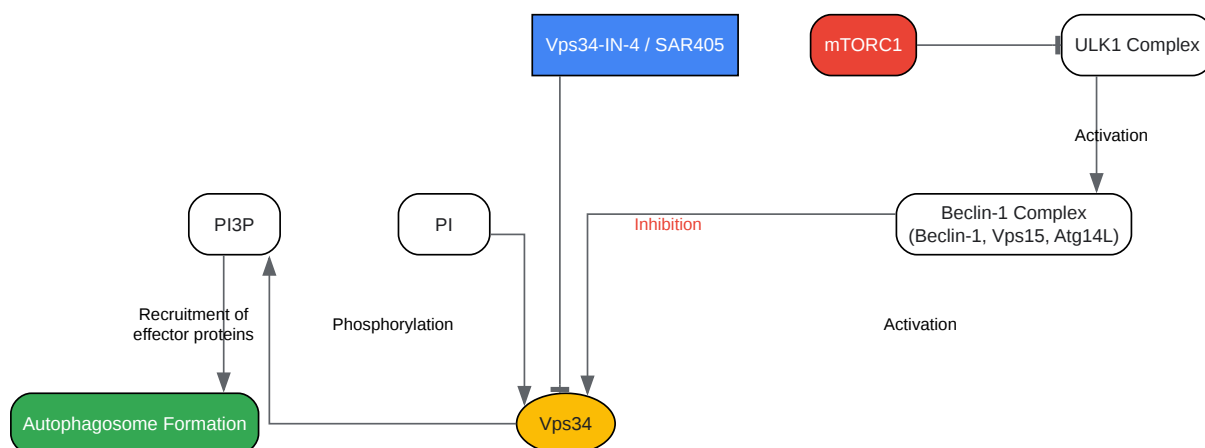 Vps34-IN-4 / SAR405
mTORC1
ULK1 Complex
Activation
PI3P
PI
Inhibition
Beclin-1 Complex
(Beclin-1, Vps15, Atg14L)
Recruitment of
effector proteins
Phosphorylation
Activation
Autophagosome Formation
Vps34